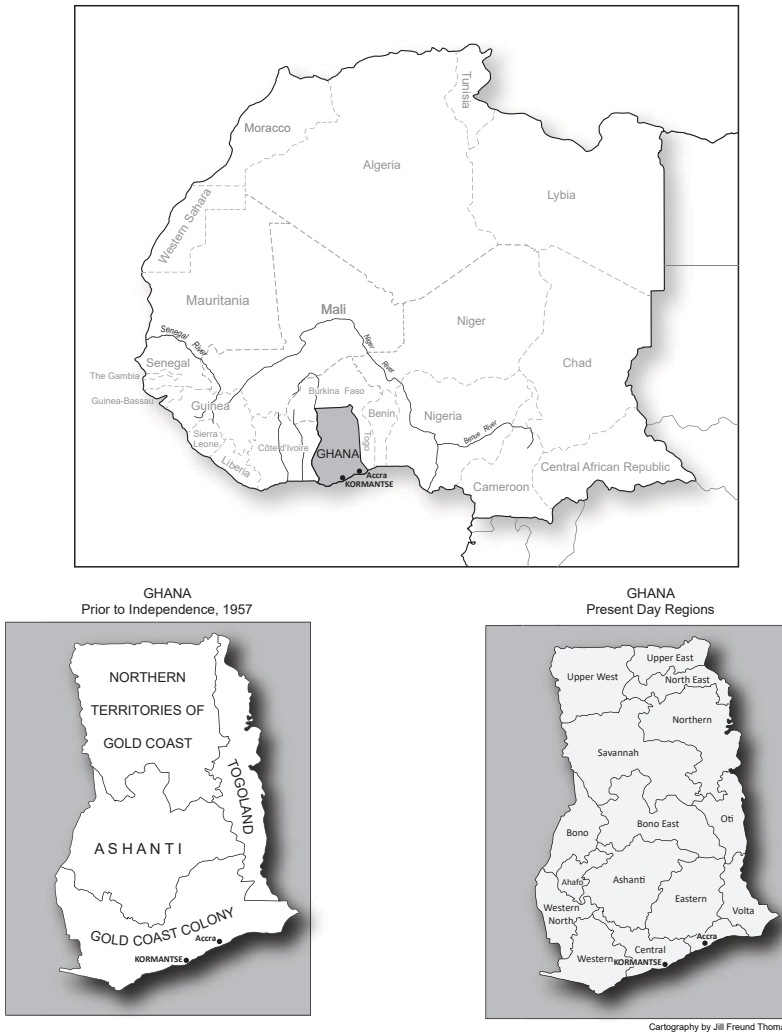 Tunisia
Moracco
Algeria
Lybia
Western Sahara
Mauritania
Mali
Niger
Chad
Senegal River
Niger River
Senegal
The Gambia
Guinea-Bassau
Guinea
Burkina Faso
Benin
Nigeria
Sierra
Leone
Côte d'Ivoire
Togo
Benue River
Liberia
GHANA
Accra
KORMANTSE
Central African Republic
Cameroon
GHANA
Prior to Independence, 1957
NORTHERN
TERRITORIES OF
GOLD COAST
TOGOLAND
ASHANTI
GOLD COAST COLONY
Accra
KORMANTSE
GHANA
Present Day Regions
Upper East
Upper West
North East
Northern
Savannah
Oti
Bono East
Bono
Ahafo
Ashanti
Eastern
Western
North
Volta
Accra
Central
KORMANTSE
Western
Cartography by Jill Freund Thoma